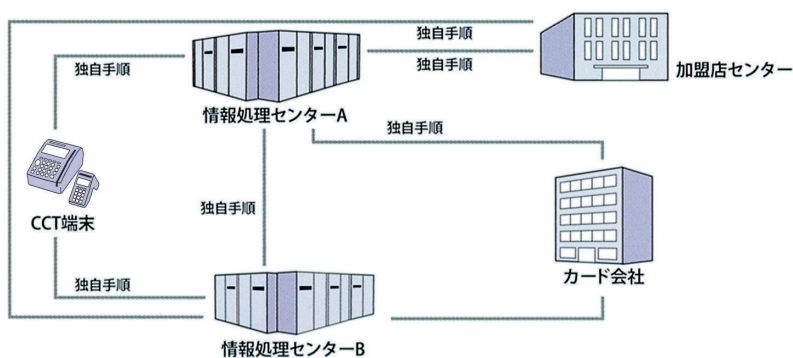 独自手順
独自手順
独自手順
加盟店センター
情報処理センターA
独自手順
独自手順
CCT端末
カード会社
独自手順
情報処理センターB